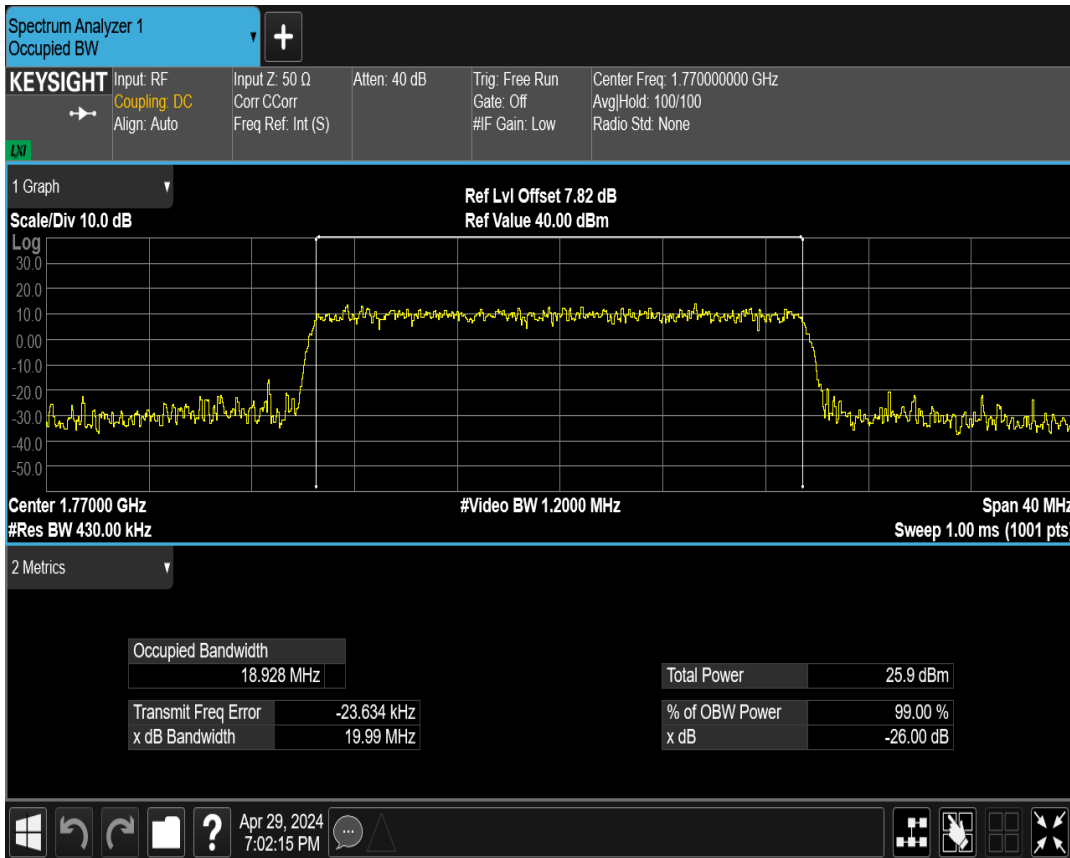 Spectrum Analyzer 1
Occupied BW
+
KEYSIGHT Input: RF Input Z: 50 Ω Atten: 40 dB Trig: Free Run Center Freq: 1.770000000 GHz
Coupling: DC Corr CCorr Gate: Off Avg|Hold: 100/100
Align: Auto Freq Ref: Int (S) #IF Gain: Low Radio Std: None
LXI
1 Graph
Ref Lvl Offset 7.82 dB
Scale/Div 10.0 dB Ref Value 40.00 dBm
Log
30.0
20.0
10.0
0.00
-10.0
-20.0
-30.0
-40.0
-50.0
Center 1.77000 GHz #Video BW 1.2000 MHz Span 40 MHz
#Res BW 430.00 kHz Sweep 1.00 ms (1001 pts)
2 Metrics
Occupied Bandwidth
18.928 MHz Total Power 25.9 dBm
Transmit Freq Error -23.634 kHz % of OBW Power 99.00 %
x dB Bandwidth 19.99 MHz x dB -26.00 dB
? Apr 29, 2024
7:02:15 PM